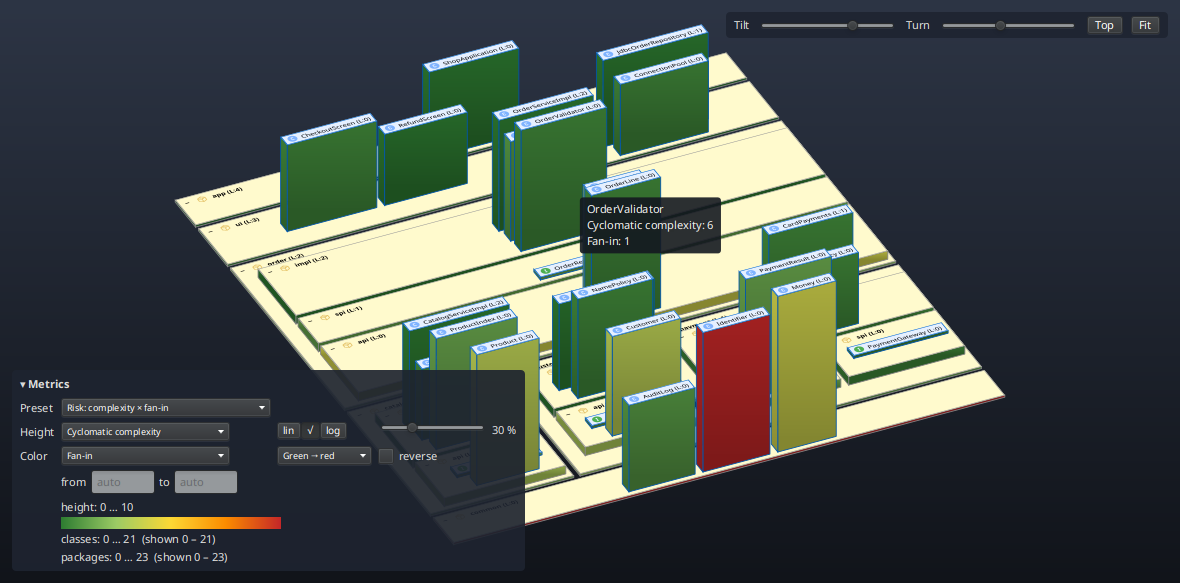 Tilt
Turn
Top
Fit
ShopApplication (L:0)
JdbcOrderRepository (L:1)
ConnectionPool (L:0)
OrderServiceImpl (L:2)
OrderValidator (L:0)
CheckoutScreen (L:0)
RefundScreen (L:0)
app (L:4)
ui (L:3)
order (L:2)
impl (L:2)
OrderLine (L:0)
OrderValidator
Cyclomatic complexity: 6
Fan-in: 1
CardPayments (L:1)
PaymentResult (L:0)
Money (L:0)
NamePolicy (L:0)
spi (L:1)
api (L:0)
CatalogServiceImpl (L:2)
ProductIndex (L:0)
Product (L:0)
Customer (L:0)
Identifier (L:0)
spi (L:0)
PaymentGateway (L:0)
api
AuditLog (L:0)
▾ Metrics
Preset
Risk: complexity × fan-in
Height
Cyclomatic complexity
lin
√
log
30 %
Color
Fan-in
Green → red
reverse
from
auto
to
auto
height: 0 … 10
classes: 0 … 21 (shown 0 – 21)
packages: 0 … 23 (shown 0 – 23)